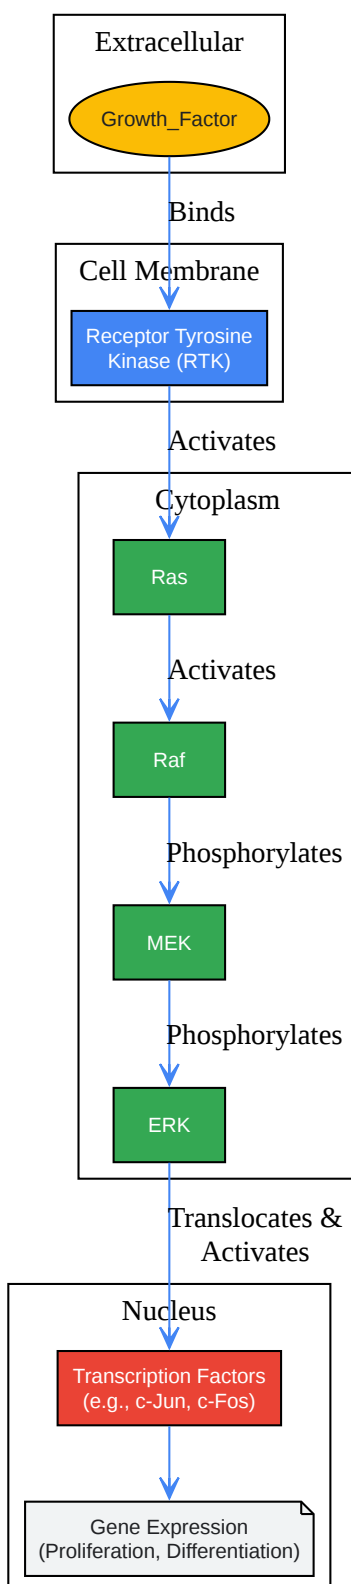 Extracellular
Growth_Factor
Binds
Cell Membrane
Receptor Tyrosine
Kinase (RTK)
Activates
Cytoplasm
Ras
Activates
Raf
Phosphorylates
MEK
Phosphorylates
ERK
Translocates &
Activates
Nucleus
Transcription Factors
(e.g., c-Jun, c-Fos)
Gene Expression
(Proliferation, Differentiation)